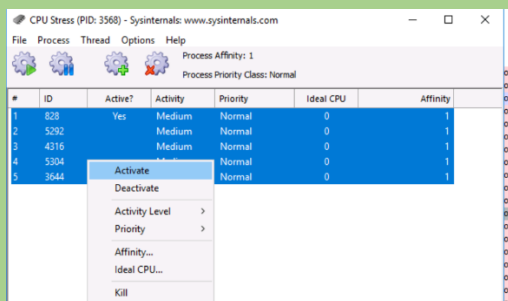 CPU Stress (PID: 3568) - Sysinternals: www.sysinternals.com
File Process Thread Options Help
Process Affinity: 1
Process Priority Class: Normal
# ID Active? Activity Priority Ideal CPU Affinity
1 828 Yes Medium Normal 0 1
2 5292 Medium Normal 0 1
3 4316 Medium Normal 0 1
4 5304 Normal 0 1
5 3644 Normal 0 1
Activate
Deactivate
Activity Level >
Priority >
Affinity...
Ideal CPU...
Kill